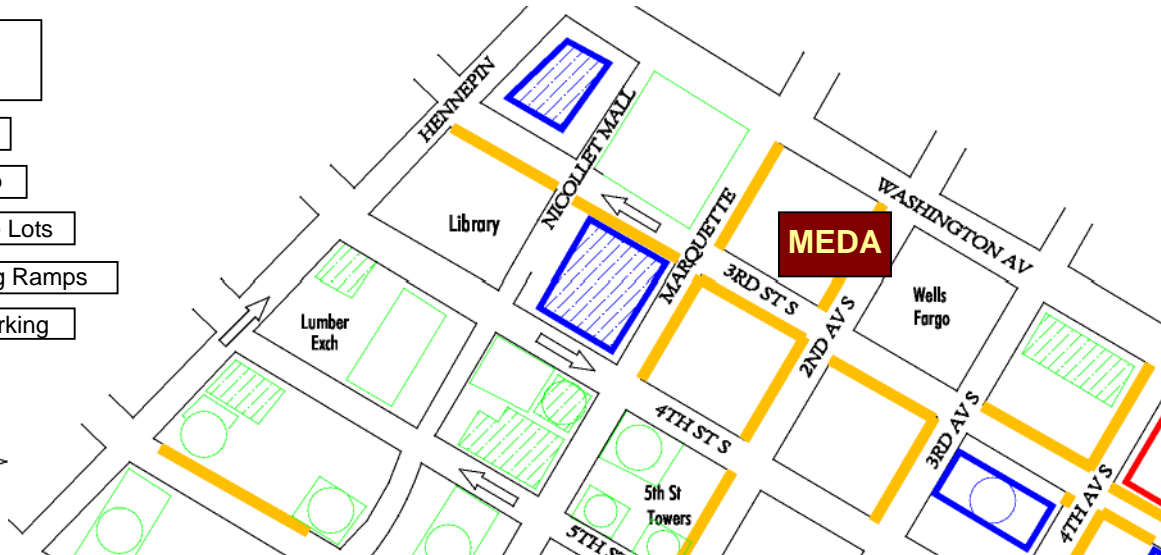 Lots
Ramps
HENNEPIN
NICOLLET MALL
MARQUETTE
WASHINGTON AV
MEDA
Library
3RD ST S
2ND AV S
Wells
Fargo
Lumber
Exch
4TH ST S
3RD AV S
4TH AV S
5th St
Towers
5TH